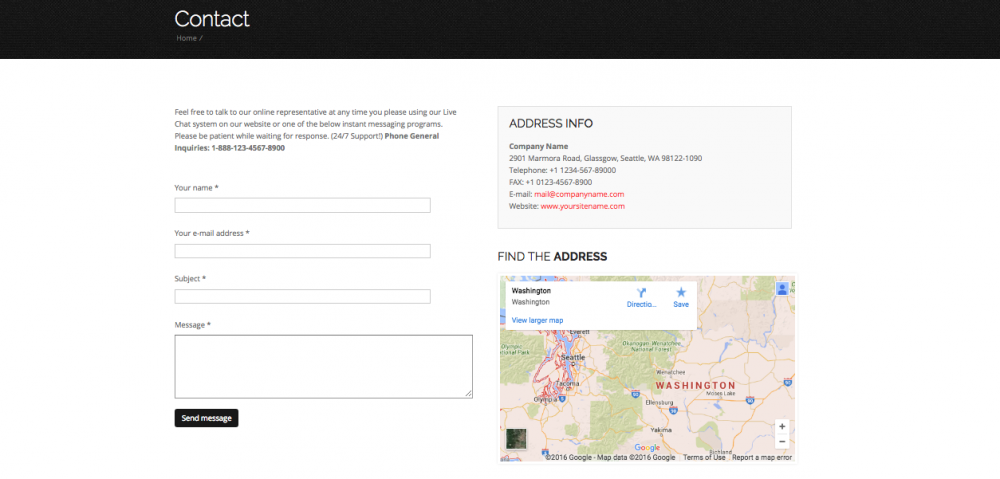 Contact
Home /
Feel free to talk to our online representative at any time you please using our Live
Chat system on our website or one of the below instant messaging programs.
Please be patient while waiting for response. (24/7 Support!) Phone General
Inquiries: 1-888-123-4567-8900
Your name *
Your e-mail address *
Subject *
Message *
Send message
ADDRESS INFO
Company Name
2901 Marmora Road, Glassgow, Seattle, WA 98122-1090
Telephone: +1 1234-567-89000
FAX: +1 0123-4567-8900
E-mail: mail@companyname.com
Website: www.yoursitename.com
FIND THE ADDRESS
Washington
Washington
Directio...
Save
View larger map
Everett
Olympic
National Park
Okanogan-Wenatchee
National Forest
Seattle
Tacoma
Olympia
Wenatchee
WASHINGTON
Moses Lake
Ellensburg
Yakima
Richland
+
−
Google
©2016 Google - Map data ©2016 Google
Terms of Use
Report a map error